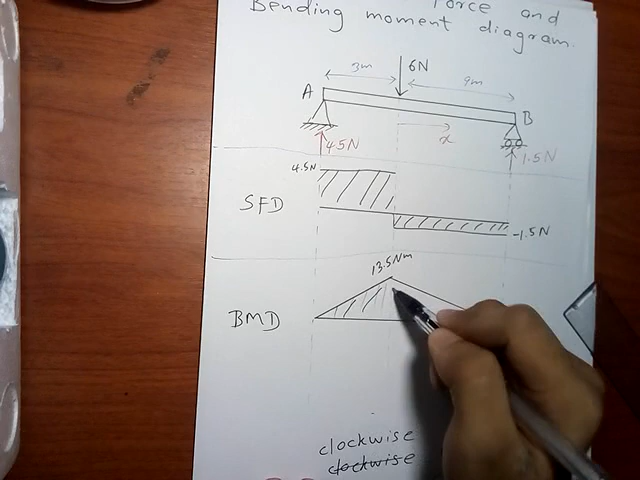 Force and
Bending moment diagram.
3m 6N 9m
A
B
x
4.5N
1.5N
4.5N
SFD
-1.5N
13.5Nm
BMD
clockwise
clockwise